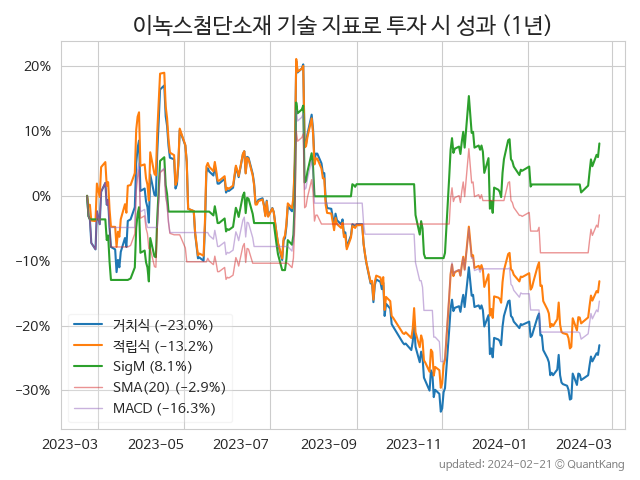 이녹스첨단소재 기술 지표로 투자 시 성과 (1년)
20%
10%
0%
−10%
−20%
−30%
거치식 (−23.0%)
적립식 (−13.2%)
SigM (8.1%)
SMA(20) (−2.9%)
MACD (−16.3%)
2023-03 2023-05 2023-07 2023-09 2023-11 2024-01 2024-03
updated: 2024-02-21 © QuantKang